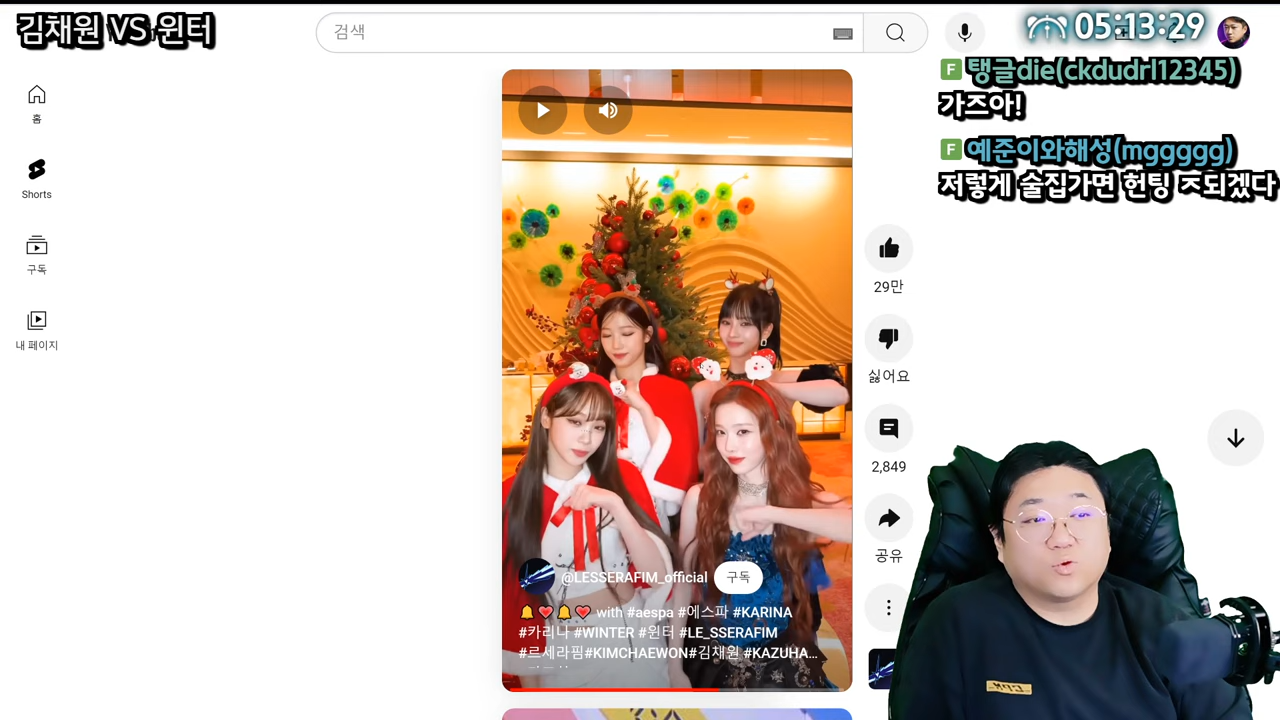 김채원 VS 윈터
검색
05:13:29
홈
Shorts
구독
내 페이지
탱글die(ckdudrl12345)
가즈아!
예준이와해성(mggggg)
저렇게 술집가면 헌팅 ㅈ되겠다
29만
싫어요
2,849
공유
@LESSERAFIM_official 구독
🔔❤️🔔❤️ with #aespa #에스파 #KARINA
#카리나 #WINTER #윈터 #LE_SSERAFIM
#르세라핌#KIMCHAEWON#김채원 #KAZUHA...